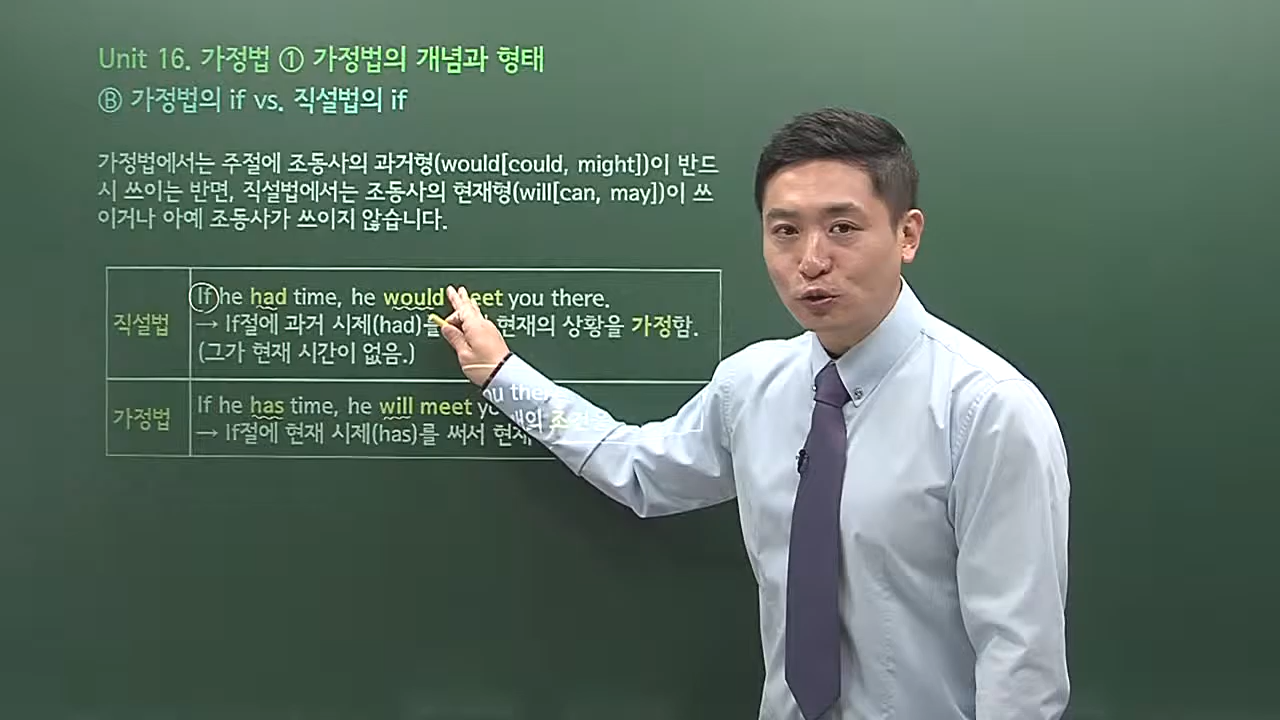 Unit 16. 가정법 ① 가정법의 개념과 형태
Ⓑ 가정법의 if vs. 직설법의 if
가정법에서는 주절에 조동사의 과거형(would[could, might])이 반드
시 쓰이는 반면, 직설법에서는 조동사의 현재형(will[can, may])이 쓰
이거나 아예 조동사가 쓰이지 않습니다.
직설법
If he had time, he would meet you there.
→ If절에 과거 시제(had)를 현재의 상황을 가정함.
(그가 현재 시간이 없음.)
가정법
If he has time, he will meet you there
→ If절에 현재 시제(has)를 써서 현재